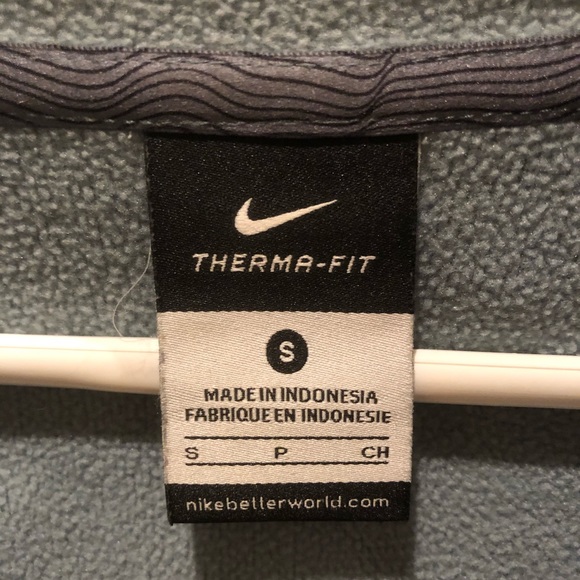 THERMA-FIT
S
MADE IN INDONESIA
FABRIQUE EN INDONESIE
S P CH
nikebetterworld.com